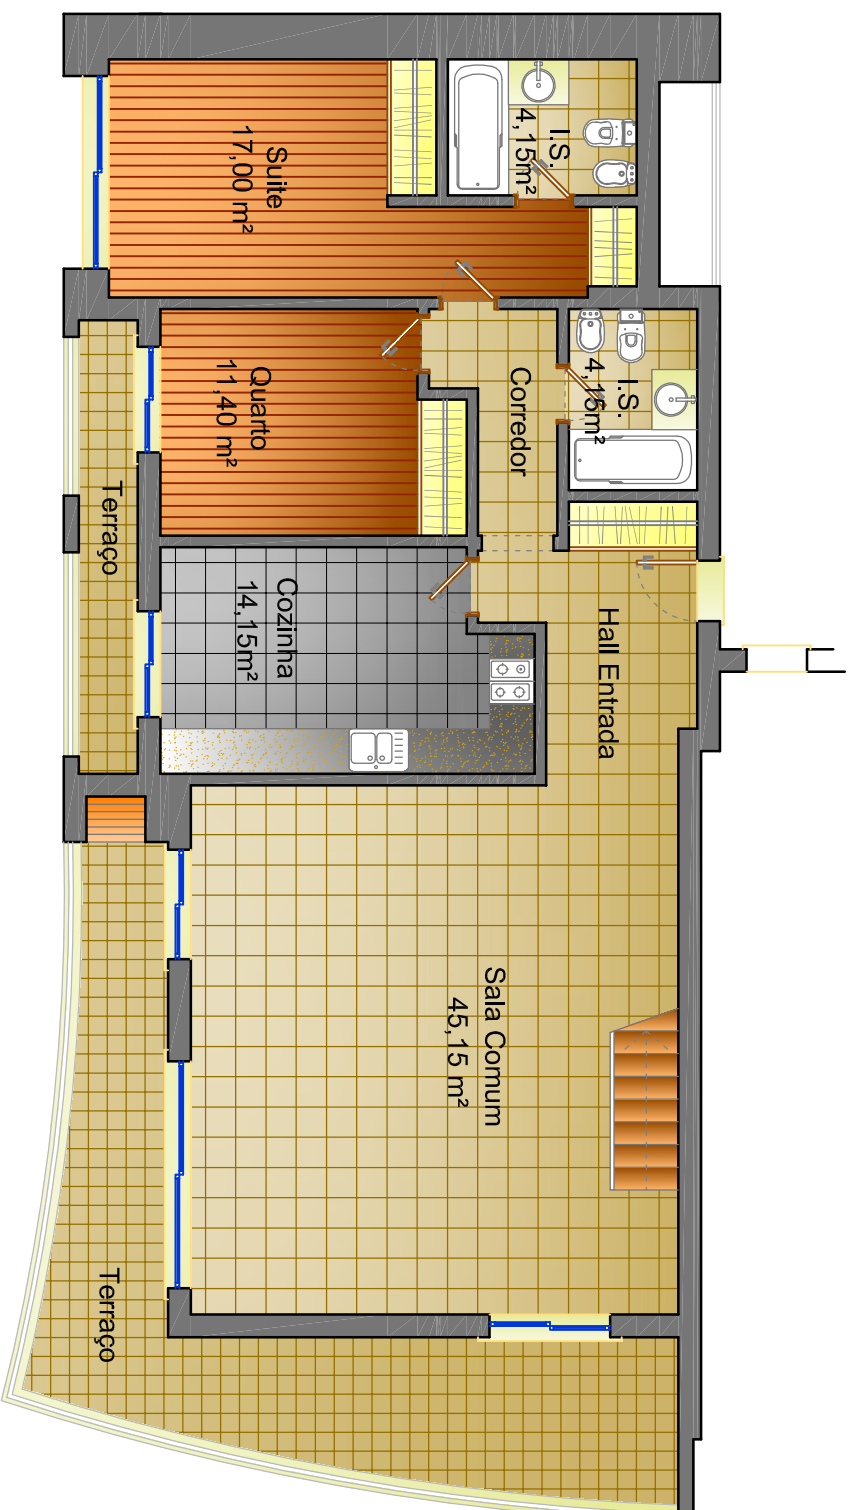 I.S.
4,15m²
Suite
17,00 m²
I.S.
4,15m²
Corredor
Quarto
11,40 m²
Terraço
Hall Entrada
Cozinha
14,15m²
Sala Comum
45,15 m²
Terraço